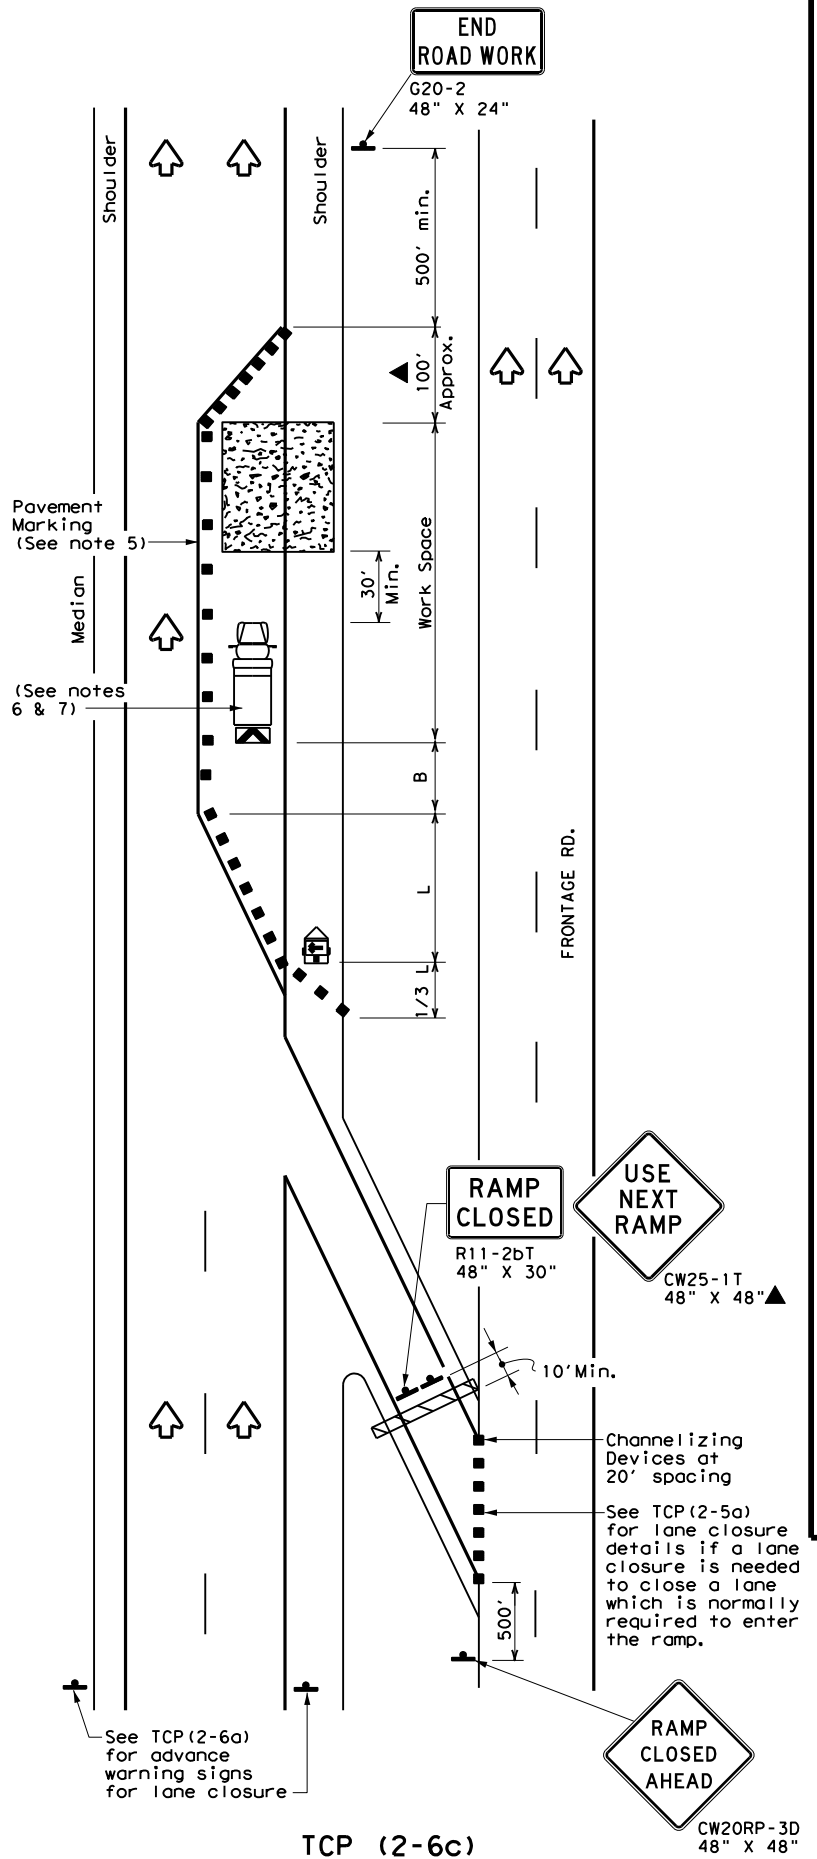 END
ROAD WORK
G20-2
48" X 24"
Shoulder
Shoulder
500' min.
100'
Approx.
Pavement
Marking
(See note 5)
Median
30'
Min.
Work Space
(See notes
6 & 7)
B
L
1/3 L
FRONTAGE RD.
RAMP
CLOSED
R11-2bT
48" X 30"
USE
NEXT
RAMP
CW25-1T
48" X 48"
10'Min.
Channelizing
Devices at
20' spacing
See TCP(2-5a)
for lane closure
details if a lane
closure is needed
to close a lane
which is normally
required to enter
the ramp.
500'
See TCP(2-6a)
for advance
warning signs
for lane closure
RAMP
CLOSED
AHEAD
CW20RP-3D
48" X 48"
TCP (2-6c)